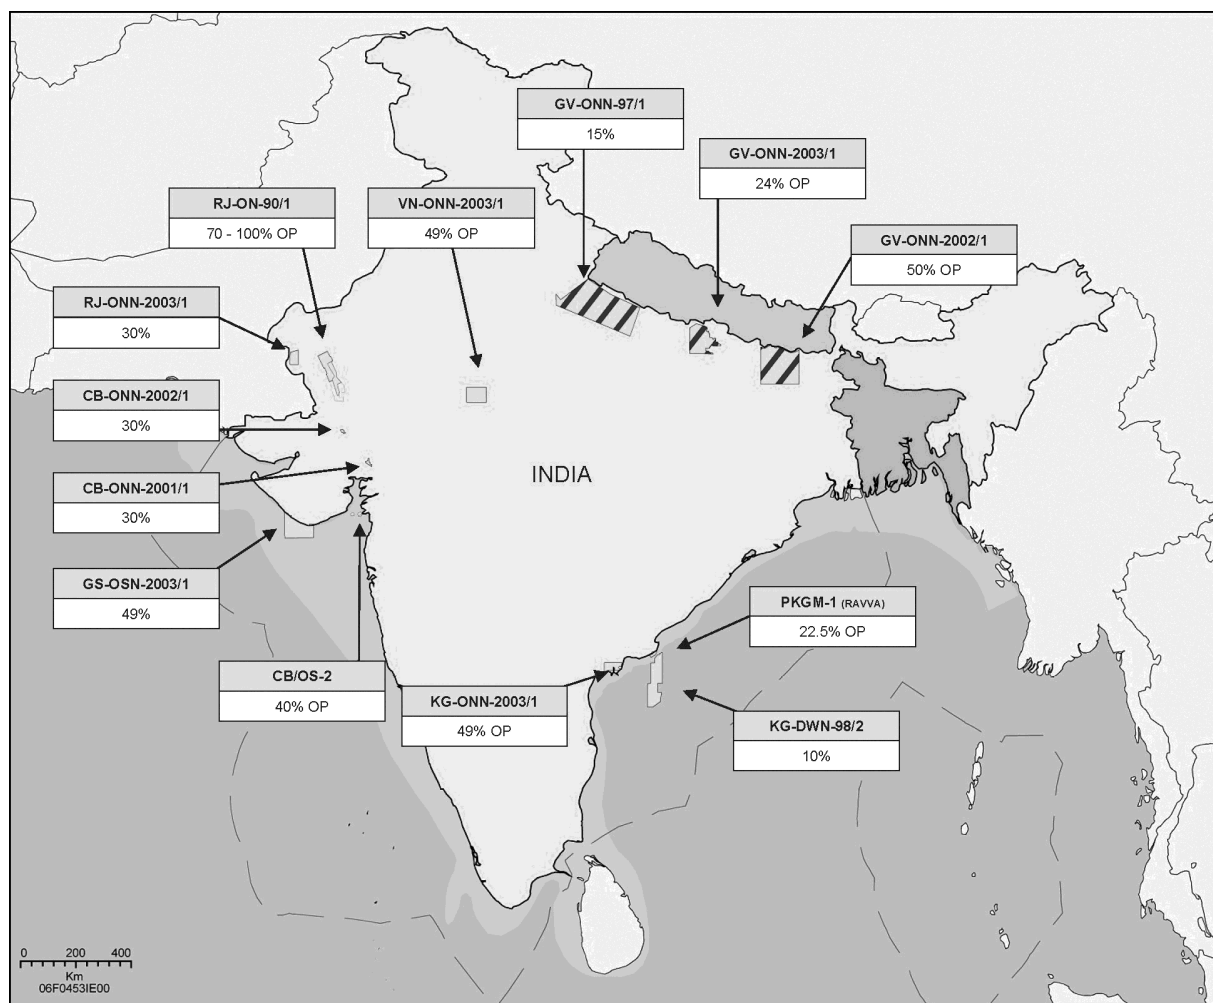 GV-ONN-97/1
15%
GV-ONN-2003/1
24% OP
RJ-ON-90/1
70 - 100% OP
VN-ONN-2003/1
49% OP
GV-ONN-2002/1
50% OP
RJ-ONN-2003/1
30%
CB-ONN-2002/1
30%
INDIA
CB-ONN-2001/1
30%
GS-OSN-2003/1
49%
PKGM-1 (RAVVA)
22.5% OP
CB/OS-2
40% OP
KG-ONN-2003/1
49% OP
KG-DWN-98/2
10%
0 200 400
Km
06F0453IE00